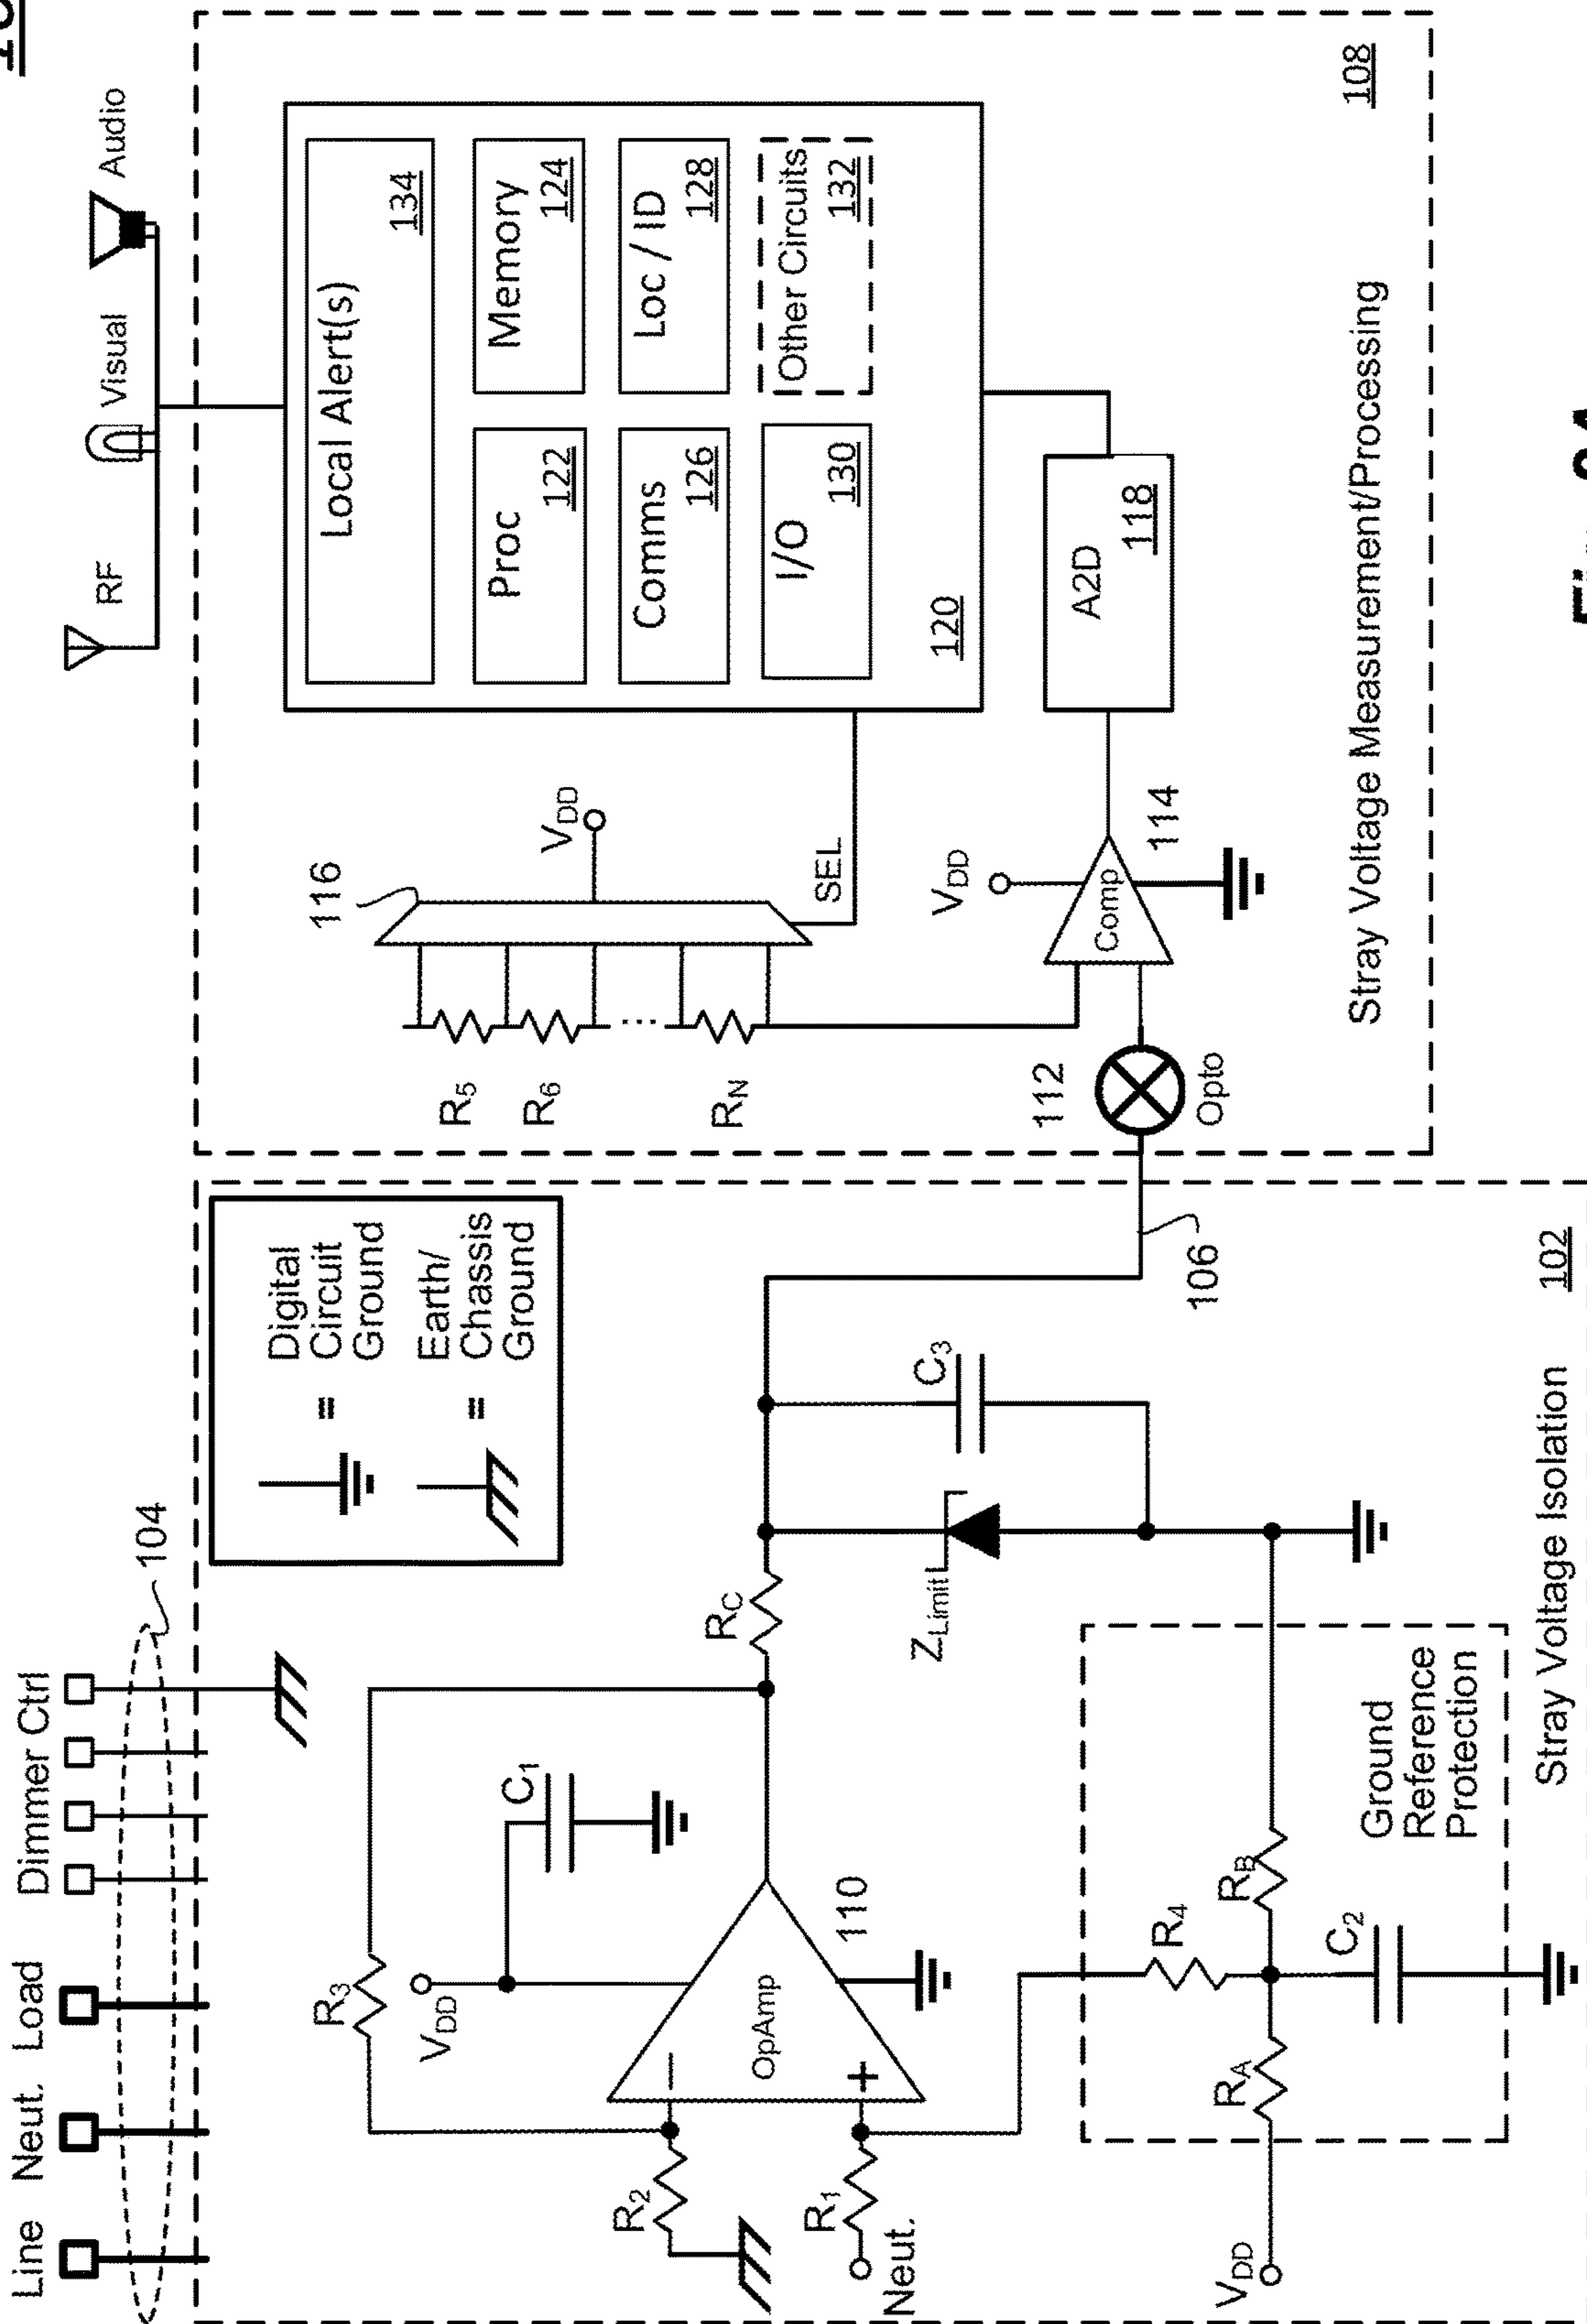 Line
Neut.
Load
Dimmer Ctrl
104
RF
Visual
Audio
Digital
Circuit
Ground
=
Earth/
Chassis
Ground
=
R3
VDD
C1
R2
OpAmp
−
+
110
R1
Neut.
RC
ZLimit
C3
106
VDD
RA
R4
RB
C2
Ground
Reference
Protection
Stray Voltage Isolation
102
R5
R6
...
RN
116
VDD
SEL
Local Alert(s)
134
Proc
122
Memory
124
Comms
126
Loc / ID
128
I/O
130
Other Circuits
132
120
112
Opto
VDD
Comp
114
A2D
118
Stray Voltage Measurement/Processing
108